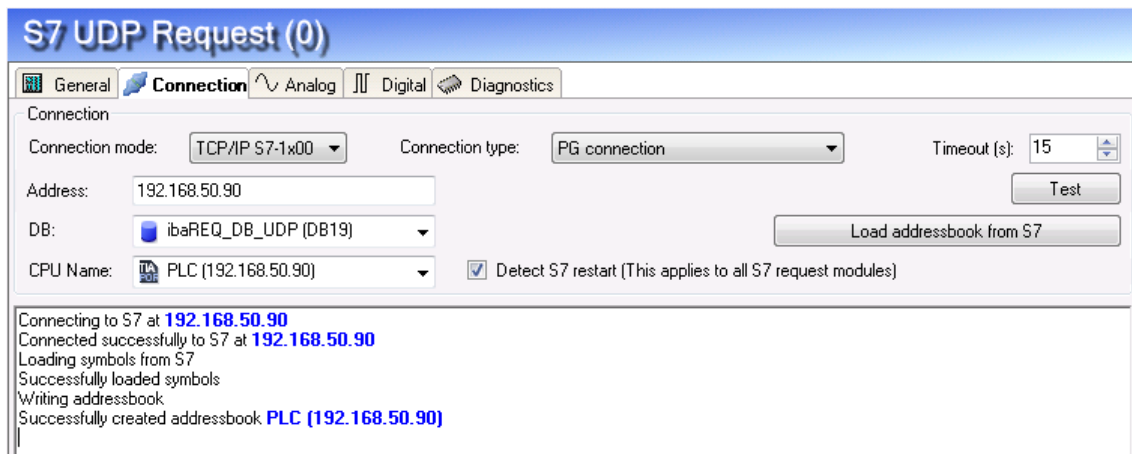 S7 UDP Request (0)
General Connection Analog Digital Diagnostics
Connection
Connection mode: TCP/IP S7-1x00 Connection type: PG connection Timeout (s): 15
Address: 192.168.50.90 Test
DB: ibaREQ_DB_UDP (DB19) Load addressbook from S7
CPU Name: PLC (192.168.50.90) Detect S7 restart (This applies to all S7 request modules)
Connecting to S7 at 192.168.50.90
Connected successfully to S7 at 192.168.50.90
Loading symbols from S7
Successfully loaded symbols
Writing addressbook
Successfully created addressbook PLC (192.168.50.90)